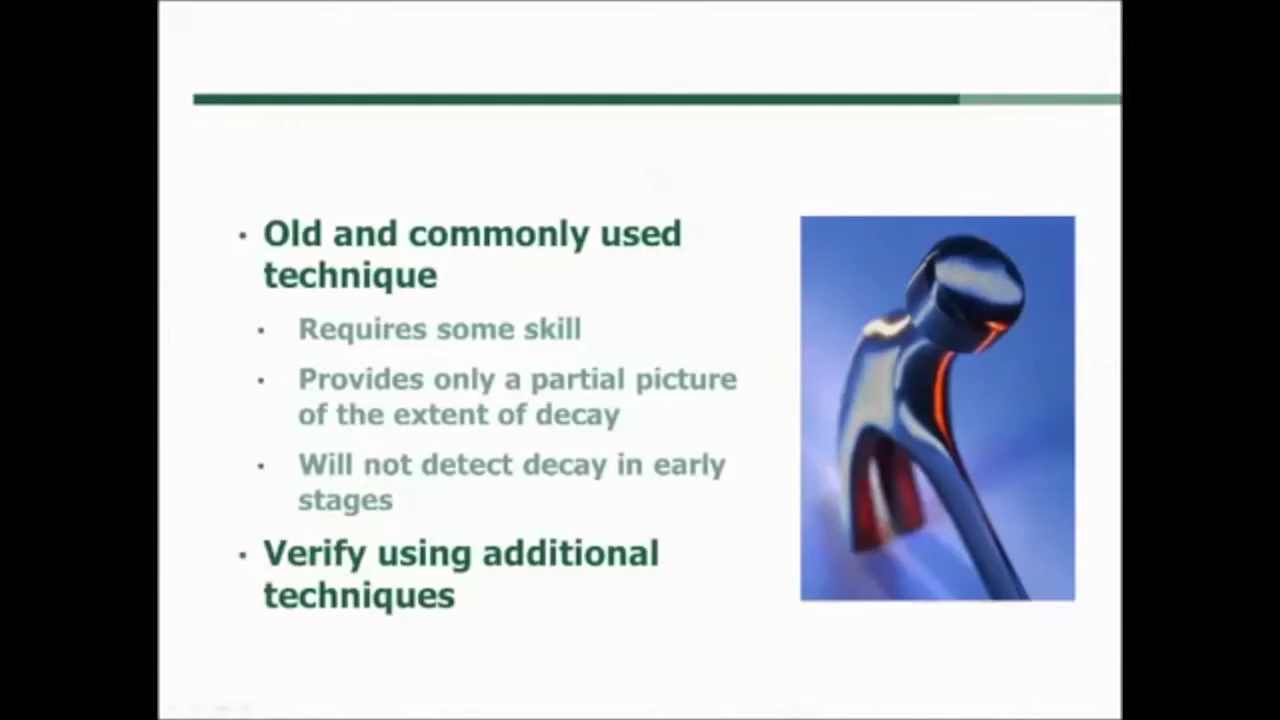 Old and commonly used
technique
Requires some skill
Provides only a partial picture
of the extent of decay
Will not detect decay in early
stages
Verify using additional
techniques